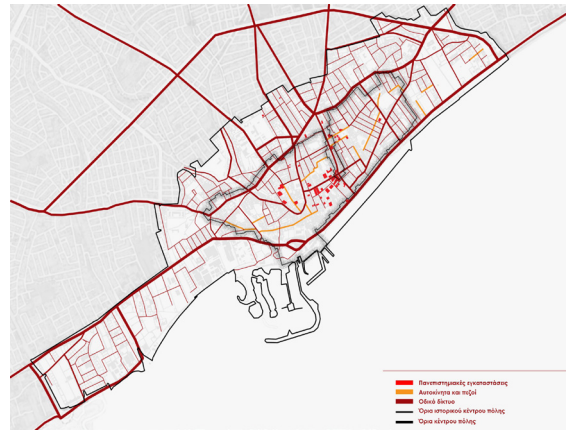 Πανεπιστημιακές εγκαταστάσεις
Αυτοκίνητα και πεζοί
Οδικό δίκτυο
Όρια ιστορικού κέντρου πόλης
Όρια κέντρου πόλης